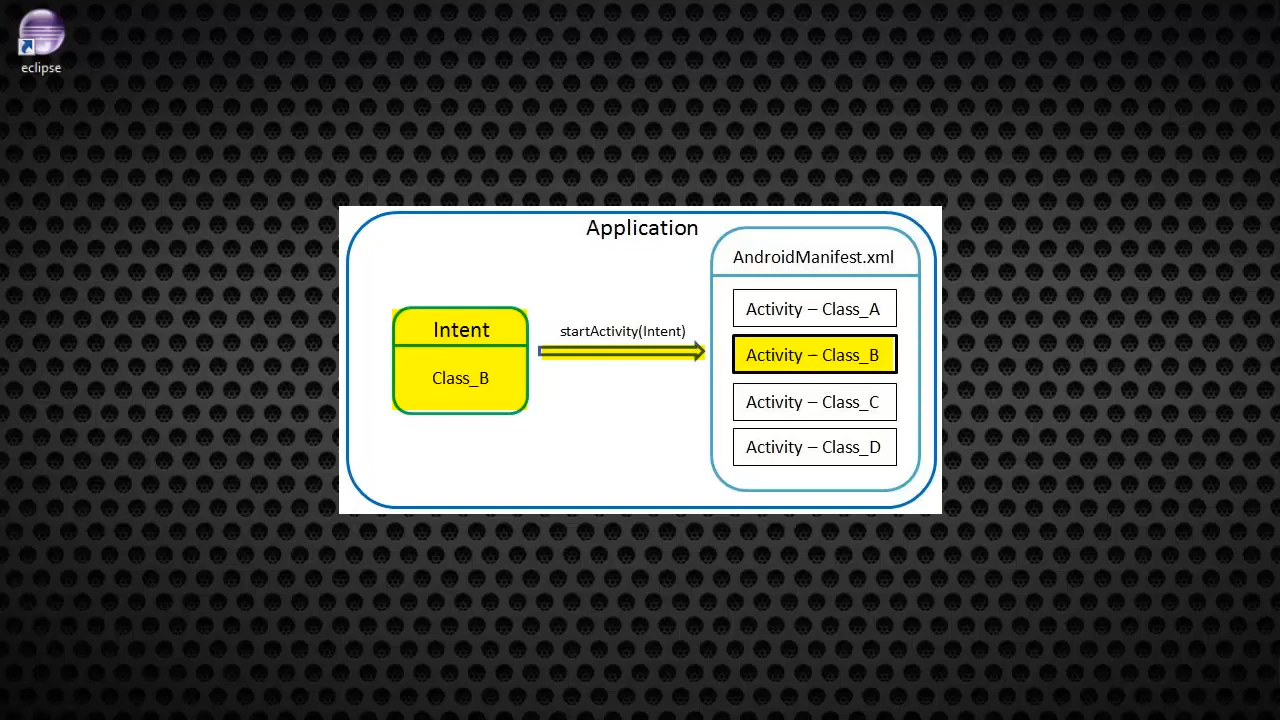 eclipse
Application
AndroidManifest.xml
Intent
Class_B
startActivity(Intent)
Activity – Class_A
Activity – Class_B
Activity – Class_C
Activity – Class_D